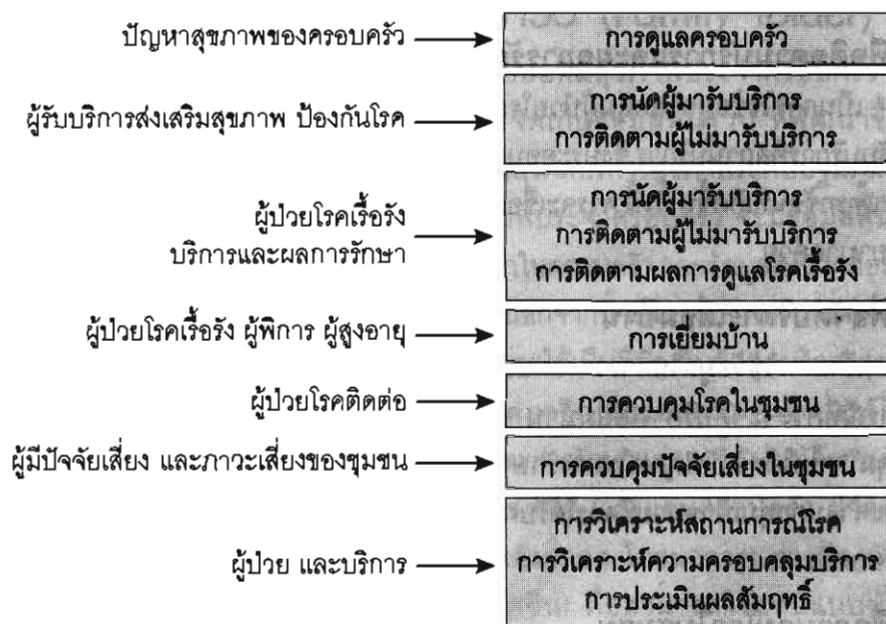 ปัญหาสุขภาพของครอบครัว
การดูแลครอบครัว
ผู้รับบริการส่งเสริมสุขภาพ ป้องกันโรค
การนัดผู้มารับบริการ
การติดตามผู้ไม่มารับบริการ
ผู้ป่วยโรคเรื้อรัง
บริการและผลการรักษา
การนัดผู้มารับบริการ
การติดตามผู้ไม่มารับบริการ
การติดตามผลการดูแลโรคเรื้อรัง
ผู้ป่วยโรคเรื้อรัง ผู้พิการ ผู้สูงอายุ
การเยี่ยมบ้าน
ผู้ป่วยโรคติดต่อ
การควบคุมโรคในชุมชน
ผู้มีปัจจัยเสี่ยง และภาวะเสี่ยงของชุมชน
การควบคุมปัจจัยเสี่ยงในชุมชน
ผู้ป่วย และบริการ
การวิเคราะห์สถานการณ์โรค
การวิเคราะห์ความครอบคลุมบริการ
การประเมินผลสัมฤทธิ์